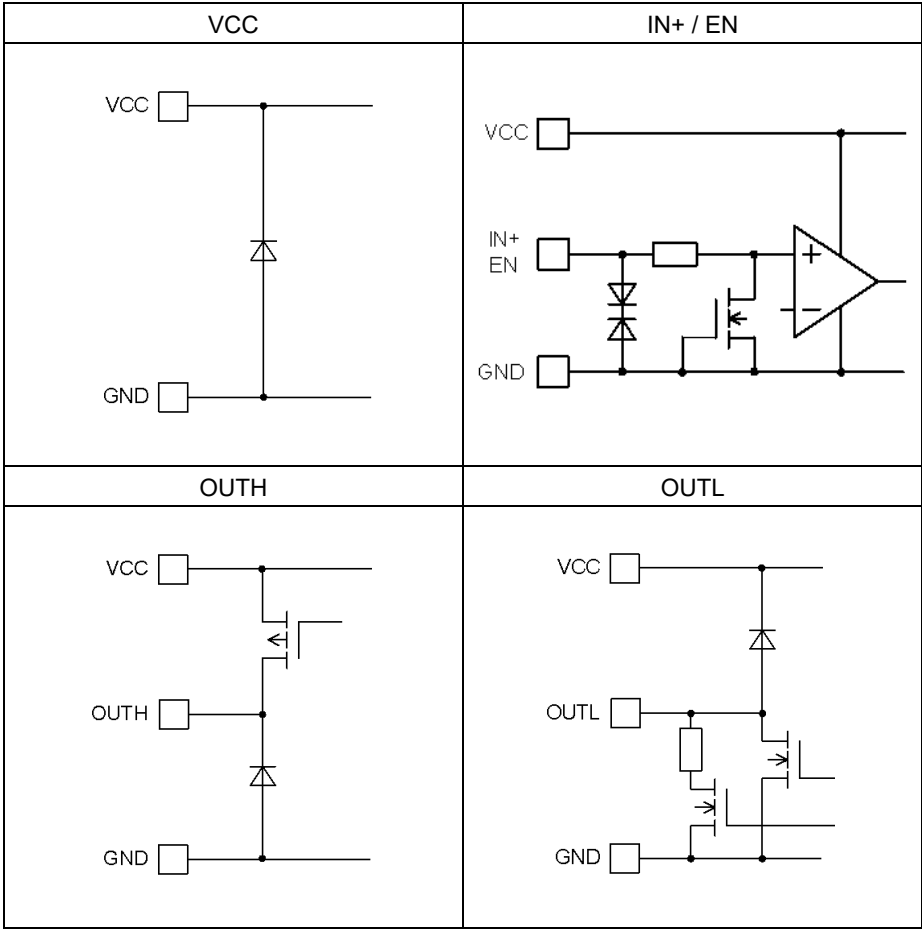 VCC
IN+ / EN
VCC
GND
VCC
IN+
EN
+
−
GND
OUTH
OUTL
VCC
OUTH
GND
VCC
OUTL
GND